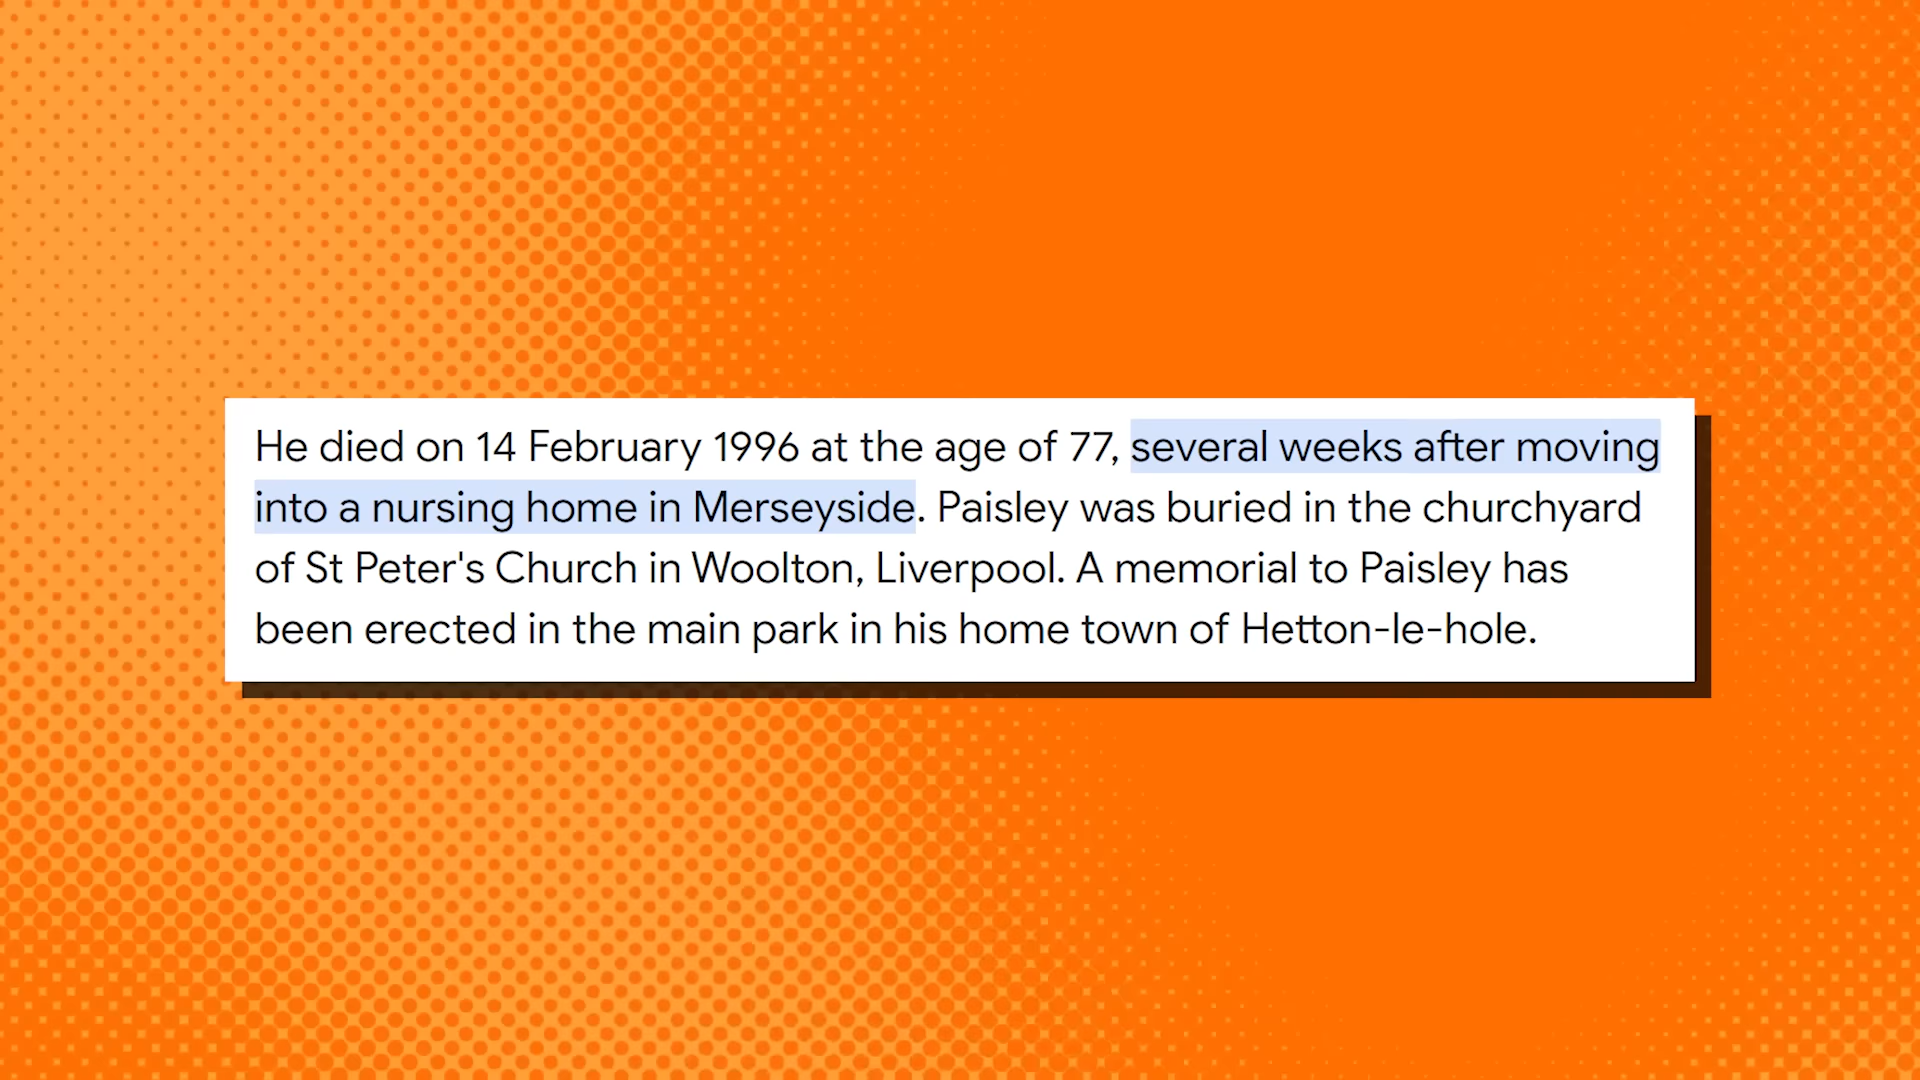 He died on 14 February 1996 at the age of 77, several weeks after moving
into a nursing home in Merseyside. Paisley was buried in the churchyard
of St Peter's Church in Woolton, Liverpool. A memorial to Paisley has
been erected in the main park in his home town of Hetton-le-hole.